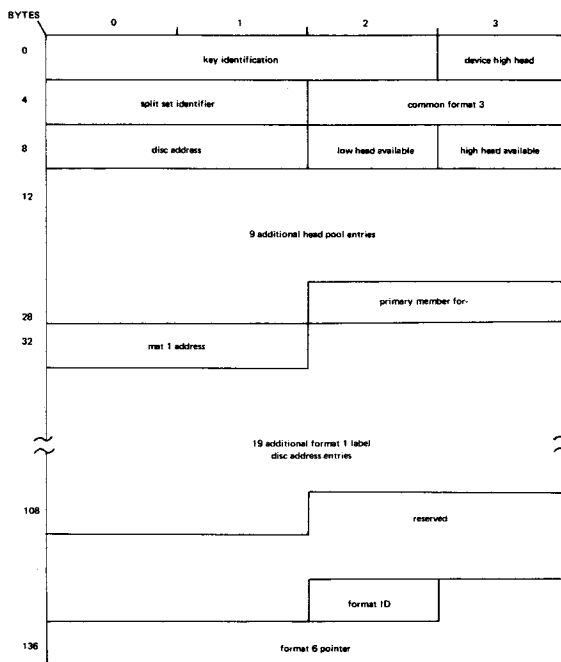 BYTES
0 1 2 3
0 key identification device high head
4 split set identifier common format 3
8 disc address low head available high head available
12
9 additional head pool entries
primary member for-
28
32 mat 1 address
19 additional format 1 label
disc address entries
108 reserved
format ID
136 format 6 pointer